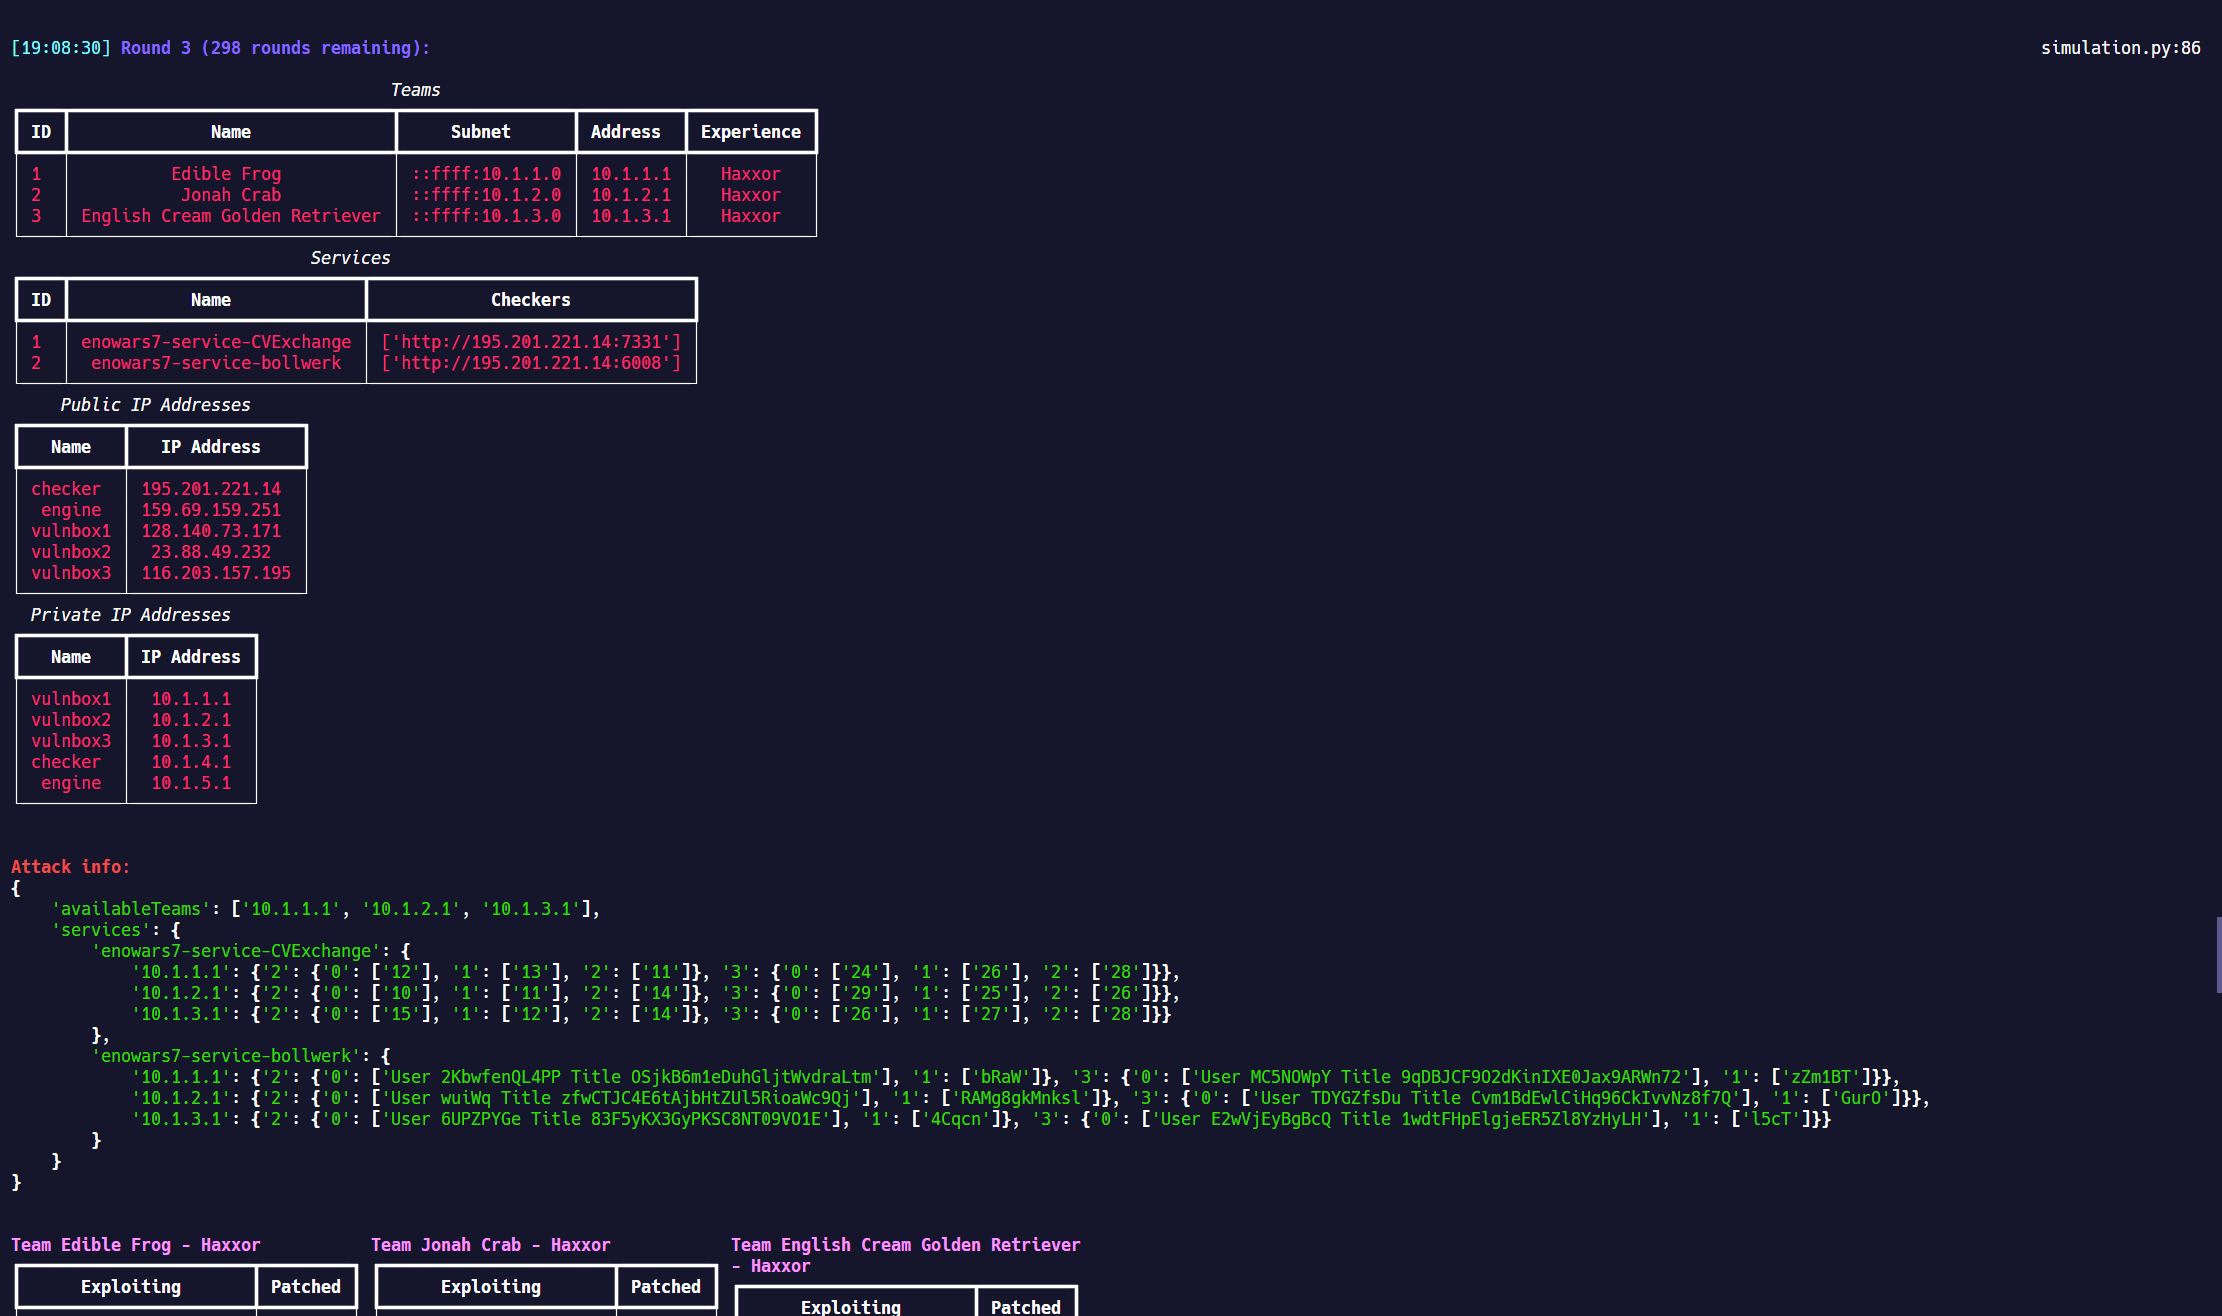 [19:08:30] Round 3 (298 rounds remaining): simulation.py:86
Teams
ID Name Subnet Address Experience
1 Edible Frog ::ffff:10.1.1.0 10.1.1.1 Haxxor
2 Jonah Crab ::ffff:10.1.2.0 10.1.2.1 Haxxor
3 English Cream Golden Retriever ::ffff:10.1.3.0 10.1.3.1 Haxxor
Services
ID Name Checkers
1 enowars7-service-CVExchange ['http://195.201.221.14:7331']
2 enowars7-service-bollwerk ['http://195.201.221.14:6008']
Public IP Addresses
Name IP Address
checker 195.201.221.14
engine 159.69.159.251
vulnbox1 128.140.73.171
vulnbox2 23.88.49.232
vulnbox3 116.203.157.195
Private IP Addresses
Name IP Address
vulnbox1 10.1.1.1
vulnbox2 10.1.2.1
vulnbox3 10.1.3.1
checker 10.1.4.1
engine 10.1.5.1
Attack info:
{
'availableTeams': ['10.1.1.1', '10.1.2.1', '10.1.3.1'],
'services': {
'enowars7-service-CVExchange': {
'10.1.1.1': {'2': {'0': ['12'], '1': ['13'], '2': ['11']}, '3': {'0': ['24'], '1': ['26'], '2': ['28']}},
'10.1.2.1': {'2': {'0': ['10'], '1': ['11'], '2': ['14']}, '3': {'0': ['29'], '1': ['25'], '2': ['26']}},
'10.1.3.1': {'2': {'0': ['15'], '1': ['12'], '2': ['14']}, '3': {'0': ['26'], '1': ['27'], '2': ['28']}}
},
'enowars7-service-bollwerk': {
'10.1.1.1': {'2': {'0': ['User 2KbwfenQL4PP Title OSjkB6m1eDuhGljtWvdraLtm'], '1': ['bRaW']}, '3': {'0': ['User MC5NOWpY Title 9qDBJCF9O2dKinIXE0Jax9ARWn72'], '1': ['zZm1BT']}},
'10.1.2.1': {'2': {'0': ['User wuiWq Title zfwCTJC4E6tAjbHtZUl5RioaWc9Qj'], '1': ['RAMg8gkMnksl']}, '3': {'0': ['User TDYGZfsDu Title Cvm1BdEwlCiHq96CkIvvNz8f7Q'], '1': ['GurO']}},
'10.1.3.1': {'2': {'0': ['User 6UPZPYGe Title 83F5yKX3GyPKSC8NT09VO1E'], '1': ['4Cqcn']}, '3': {'0': ['User E2wVjEyBgBcQ Title 1wdtFHpElgjeER5Zl8YzHyLH'], '1': ['l5cT']}}
}
}
}
Team Edible Frog - Haxxor Team Jonah Crab - Haxxor Team English Cream Golden Retriever
- Haxxor
Exploiting Patched Exploiting Patched
Exploiting Patched